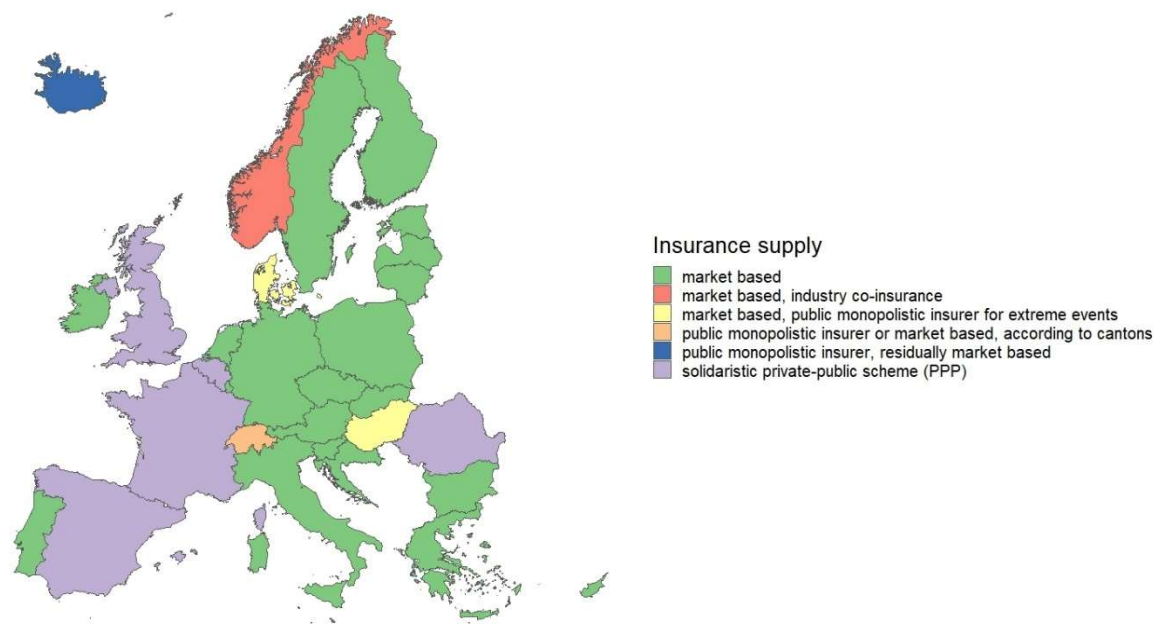 Insurance supply
market based
market based, industry co-insurance
market based, public monopolistic insurer for extreme events
public monopolistic insurer or market based, according to cantons
public monopolistic insurer, residually market based
solidaristic private-public scheme (PPP)